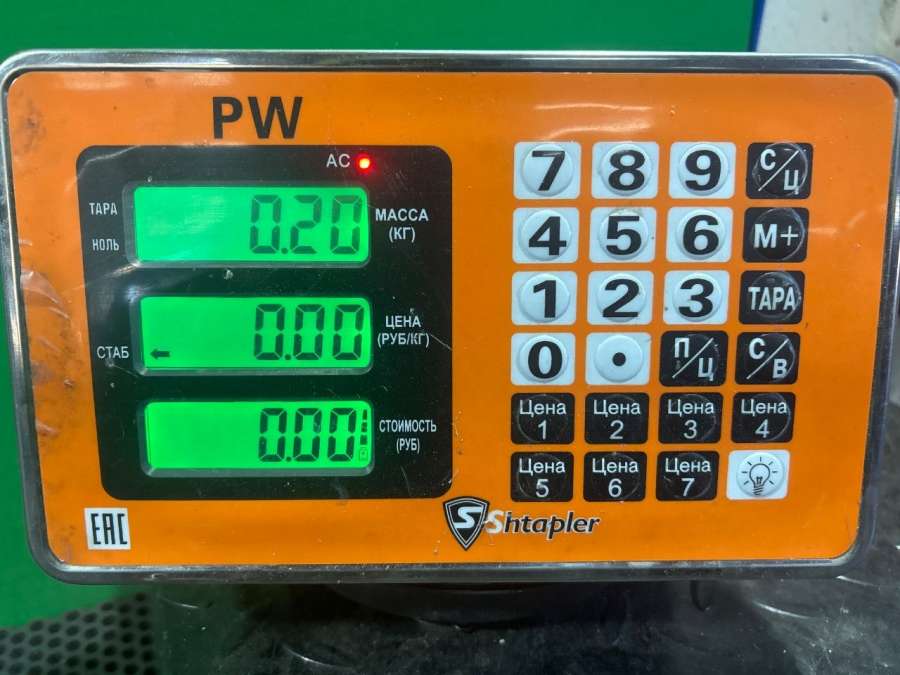 PW
AC
ТАРА
НОЛЬ
0.20
МАССА
(КГ)
СТАБ
0.00
ЦЕНА
(РУБ/КГ)
0.00
СТОИМОСТЬ
(РУБ)
7 8 9 С/Ц
4 5 6 М+
1 2 3 ТАРА
0 . П/Ц С/В
Цена 1
Цена 2
Цена 3
Цена 4
Цена 5
Цена 6
Цена 7
EAC
S Shtapler